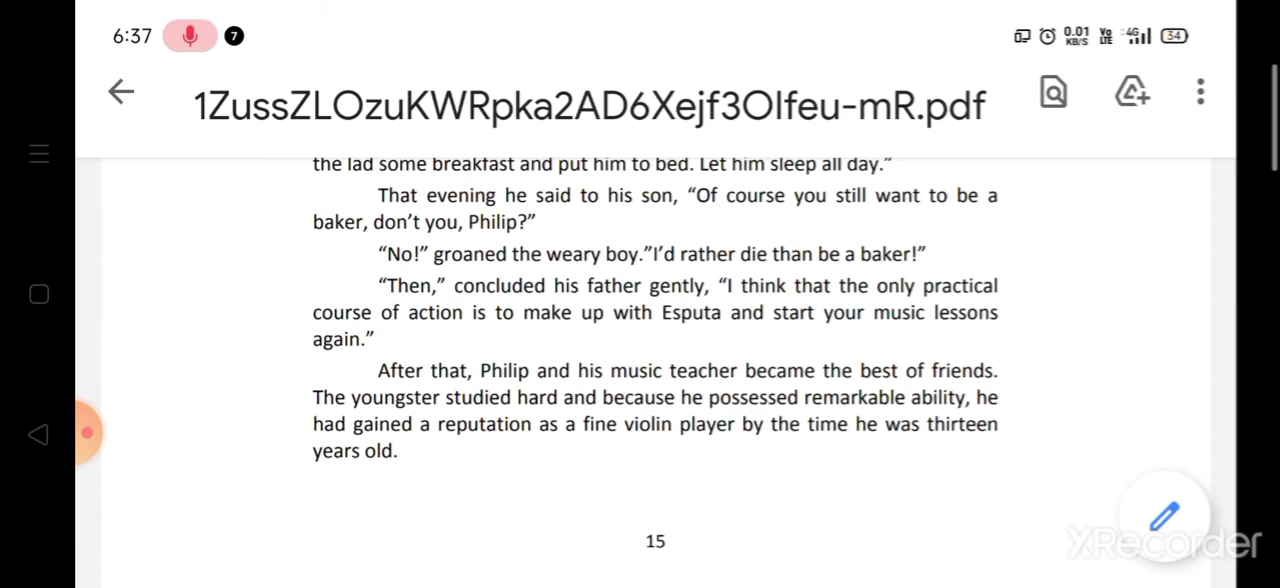 6:37 7 0.01 KB/S Vo LTE 4G 34
1ZussZLOzuKWRpka2AD6Xejf3Olfeu-mR.pdf
the lad some breakfast and put him to bed. Let him sleep all day.”
That evening he said to his son, “Of course you still want to be a
baker, don’t you, Philip?”
“No!” groaned the weary boy.”I’d rather die than be a baker!”
“Then,” concluded his father gently, “I think that the only practical
course of action is to make up with Esputa and start your music lessons
again.”
After that, Philip and his music teacher became the best of friends.
The youngster studied hard and because he possessed remarkable ability, he
had gained a reputation as a fine violin player by the time he was thirteen
years old.
15
XRecorder